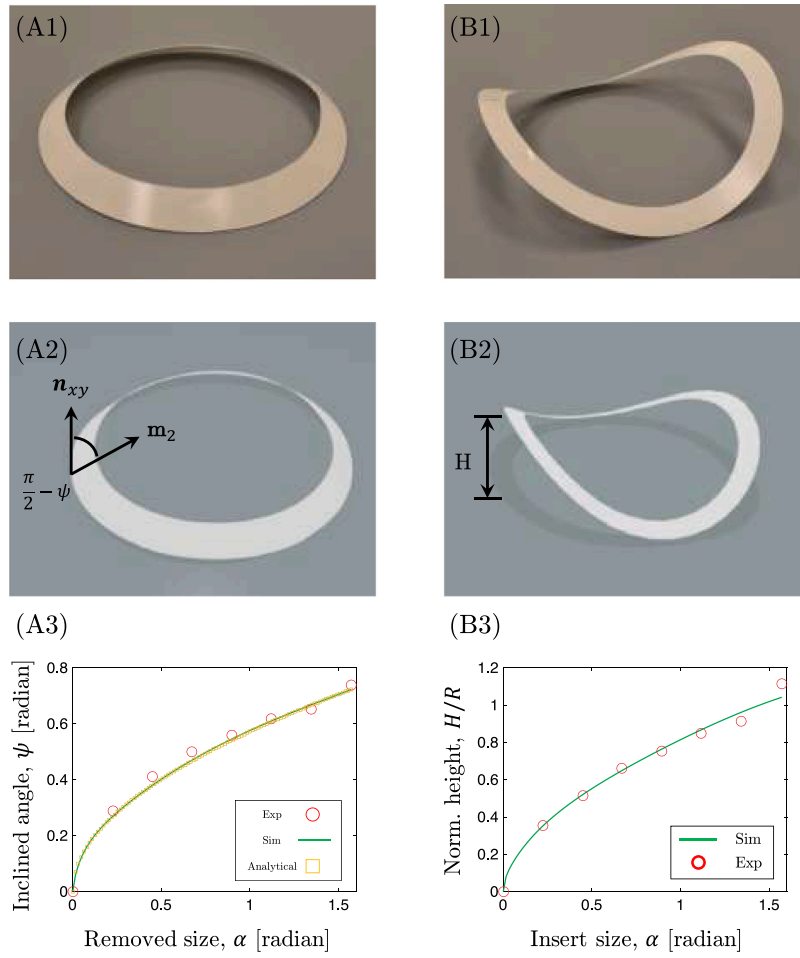 (A1)
(B1)
(A2)
(B2)
n_xy
m_2
π/2 − ψ
H
(A3)
(B3)
Inclined angle, ψ [radian]
0.8
0.6
0.4
0.2
0
Exp
Sim
Analytical
0 0.5 1 1.5
Removed size, α [radian]
Norm. height, H/R
1.2
1
0.8
0.6
0.4
0.2
0
Sim
Exp
0 0.5 1 1.5
Insert size, α [radian]